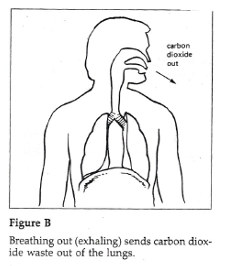 carbon
dioxide
out
Figure B
Breathing out (exhaling) sends carbon diox-
ide waste out of the lungs.